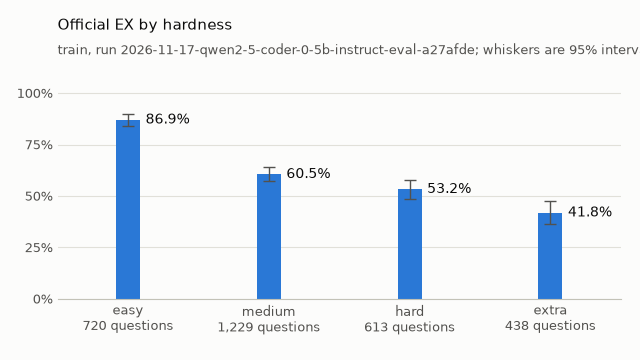 Official EX by hardness
train, run 2026-11-17-qwen2-5-coder-0-5b-instruct-eval-a27afde; whiskers are 95% interv
100%
75%
50%
25%
0%
86.9%
60.5%
53.2%
41.8%
easy
720 questions
medium
1,229 questions
hard
613 questions
extra
438 questions